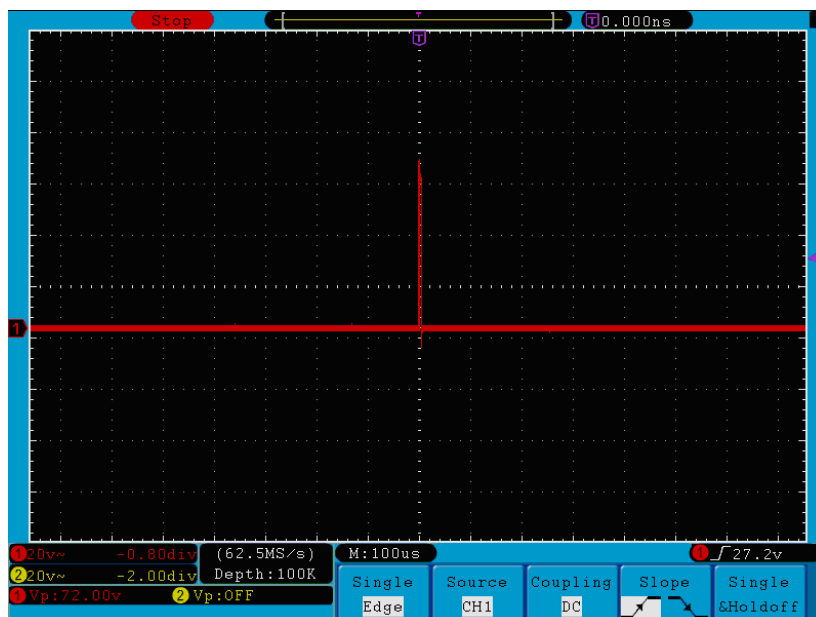 Stop T 0.000ns
T
1
1 20v~ -0.80div (62.5MS/s) M:100us 1 27.2v
2 20v~ -2.00div Depth:100K
1 Vp:72.00v 2 Vp:OFF
Single Source Coupling Slope Single
Edge CH1 DC &Holdoff